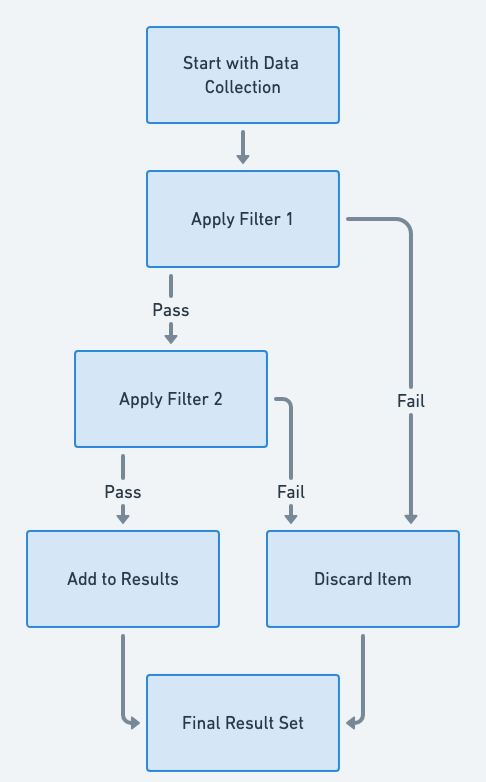 Start with Data
Collection
Apply Filter 1
Pass
Apply Filter 2
Fail
Pass
Fail
Add to Results
Discard Item
Final Result Set